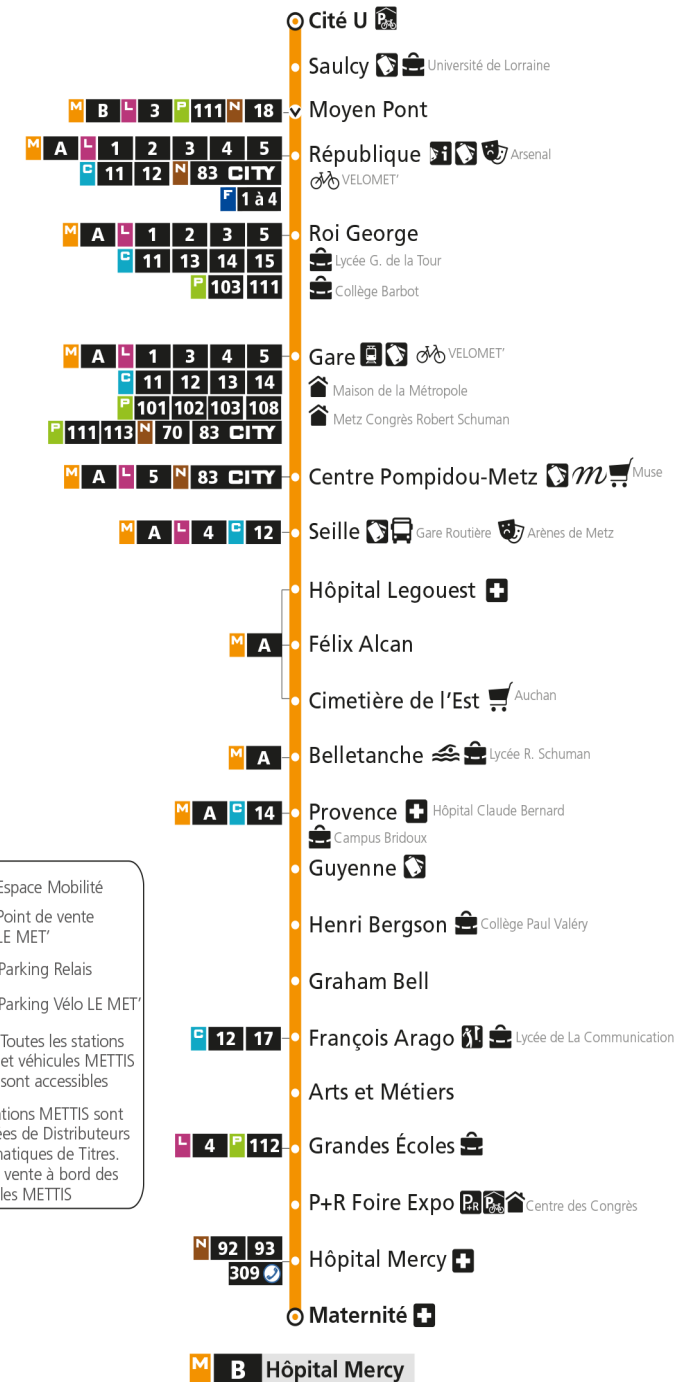 Cité U
Saulcy Université de Lorraine
M B L 3 P 111 N 18 Moyen Pont
M A L 1 2 3 4 5
République i Arsenal
C 11 12 N 83 CITY
VELOMET'
F 1 à 4
M A L 1 2 3 5 Roi George
C 11 13 14 15 Lycée G. de la Tour
P 103 111 Collège Barbot
M A L 1 3 4 5 Gare VELOMET'
C 11 12 13 14 Maison de la Métropole
P 101 102 103 108
Metz Congrès Robert Schuman
P 111 113 N 70 83 CITY
M A L 5 N 83 CITY Centre Pompidou-Metz m Muse
M A L 4 C 12 Seille Gare Routière Arènes de Metz
Hôpital Legouest
M A Félix Alcan
Cimetière de l'Est Auchan
M A Belletanche Lycée R. Schuman
M A C 14 Provence Hôpital Claude Bernard
Campus Bridoux
Guyenne
Henri Bergson Collège Paul Valéry
Graham Bell
C 12 17 François Arago Lycée de La Communication
Arts et Métiers
L 4 P 112 Grandes Écoles
P+R Foire Expo P+R P Centre des Congrès
N 92 93 Hôpital Mercy
309
Maternité
M B Hôpital Mercy
Espace Mobilité
Point de vente
LE MET'
Parking Relais
Parking Vélo LE MET'
Toutes les stations
et véhicules METTIS
sont accessibles
METTIS sont
de Distributeurs
de Titres.
vente à bord des
METTIS